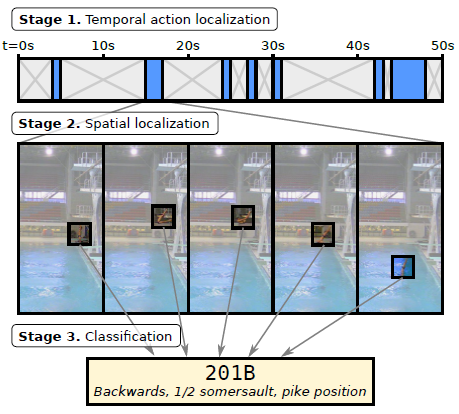 Stage 1. Temporal action localization
t=0s 10s 20s 30s 40s 50s
Stage 2. Spatial localization
Stage 3. Classification
201B
Backwards, 1/2 somersault, pike position